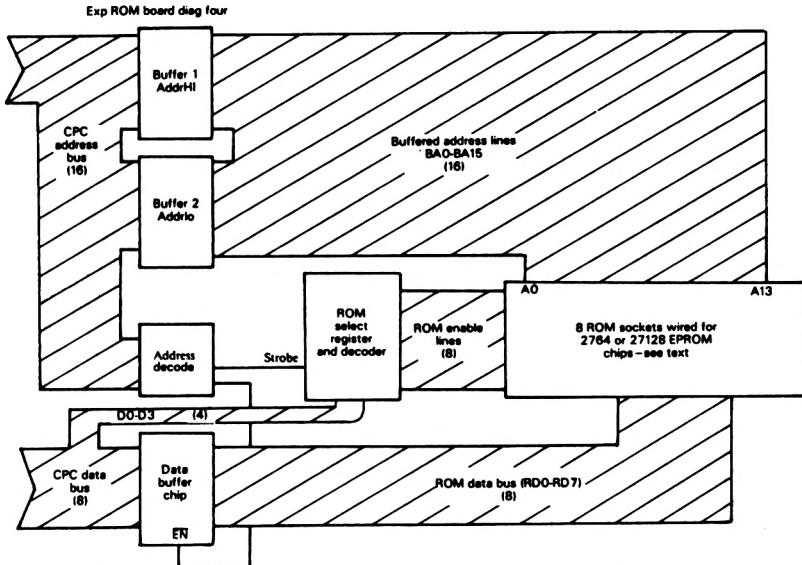 Exp ROM board diag four
Buffer 1
AddrHI
CPC
address
bus
(16)
Buffered address lines
BA0-BA15
(16)
Buffer 2
Addrlo
A0
A13
ROM
select
register
and decoder
ROM enable
lines
(8)
8 ROM sockets wired for
2764 or 27128 EPROM
chips – see text
Address
decode
Strobe
D0-D3 (4)
CPC data
bus
(8)
Data
buffer
chip
EN
ROM data bus (RD0-RD7)
(8)